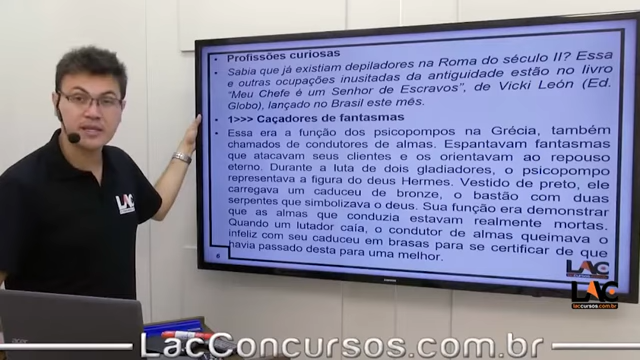 • Profissões curiosas
• Sabia que já existiam depiladores na Roma do século II? Essa
e outras ocupações inusitadas da antiguidade estão no livro
“Meu Chefe é um Senhor de Escravos”, de Vicki León (Ed.
Globo), lançado no Brasil este mês.
• 1>>> Caçadores de fantasmas
• Essa era a função dos psicopompos na Grécia, também
chamados de condutores de almas. Espantavam fantasmas
que atacavam seus clientes e os orientavam ao repouso
eterno. Durante a luta de dois gladiadores, o psicopompo
representava a figura do deus Hermes. Vestido de preto, ele
carregava um caduceu de bronze, o bastão com duas
serpentes que simbolizava o deus. Sua função era demonstrar
que as almas que conduzia estavam realmente mortas.
Quando um lutador caía, o condutor de almas queimava o
infeliz com seu caduceu em brasas para se certificar de que
havia passado desta para uma melhor.
6
LAC
LAC
laccursos.com.br
LAC
acer
LacConcursos.com.br